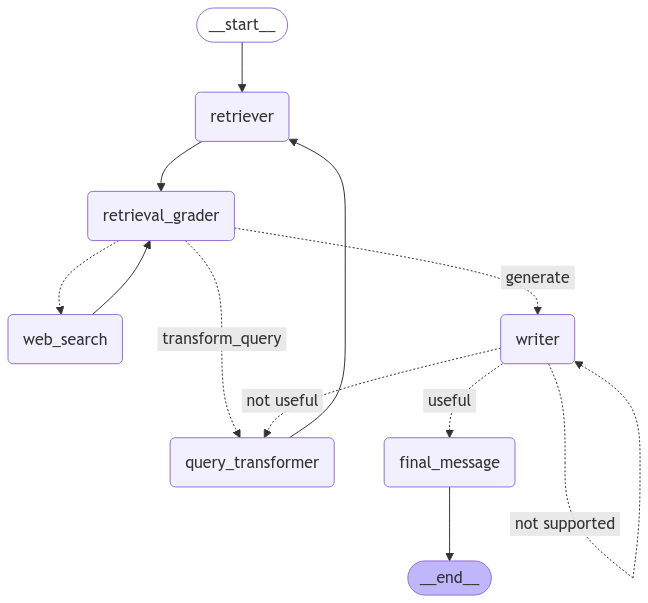 __start__
retriever
retrieval_grader
generate
web_search
transform_query
writer
not useful
useful
query_transformer
final_message
not supported
__end__